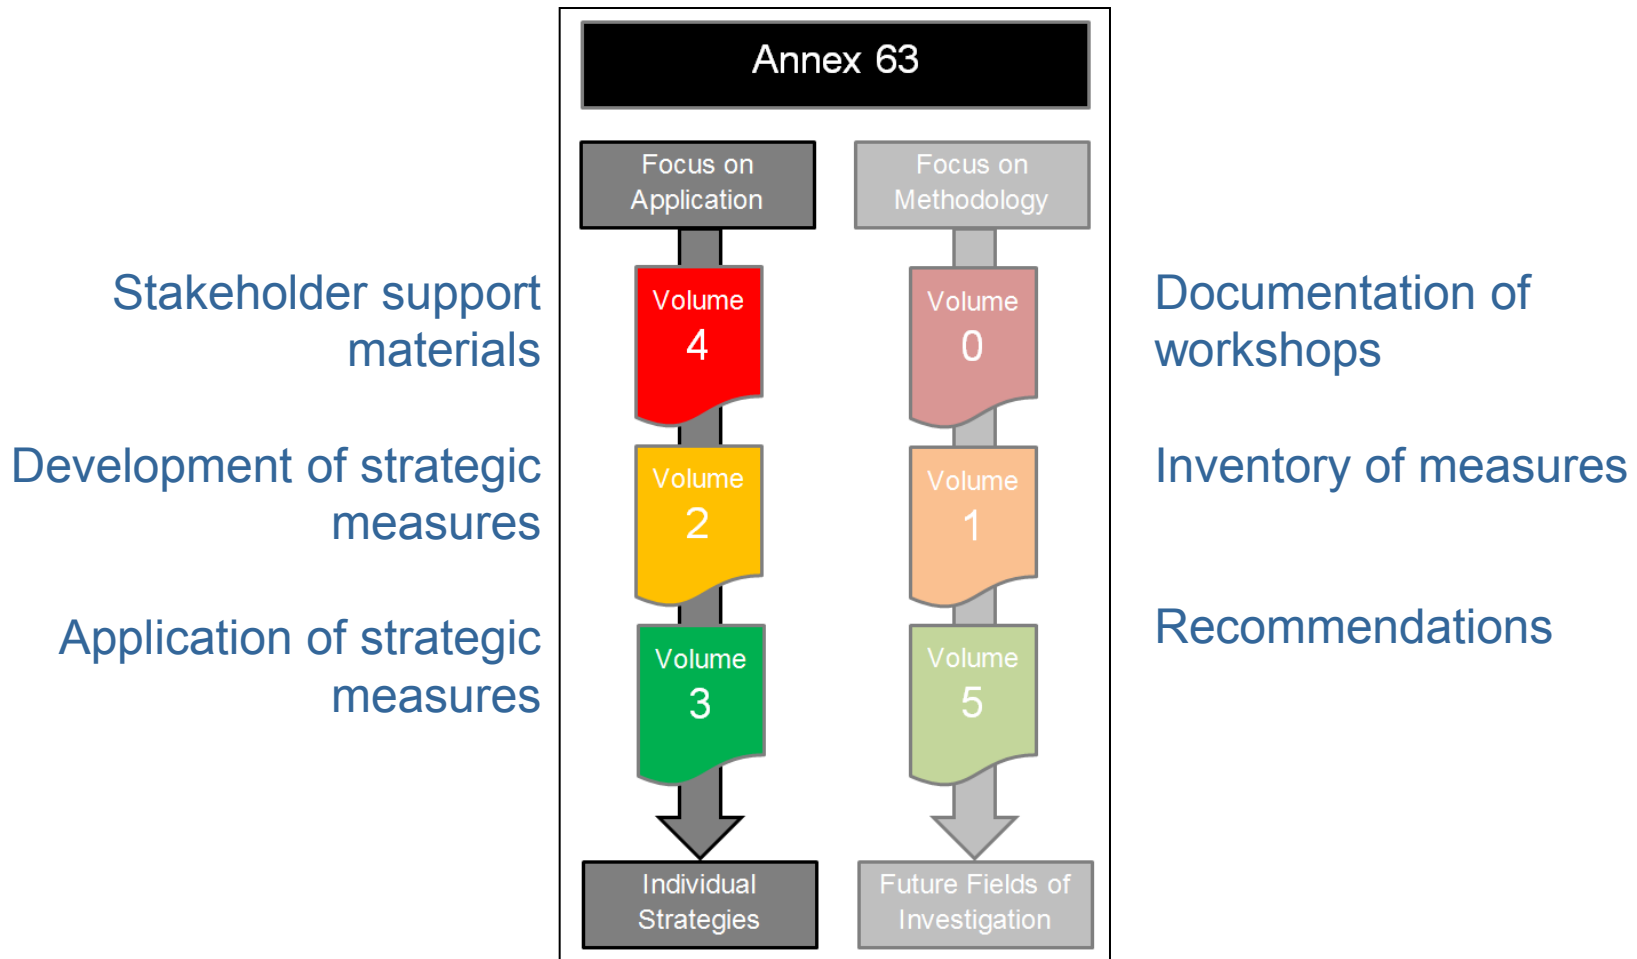 Annex 63
Focus on
Application
Focus on
Methodology
Stakeholder support
materials
Volume
4
Volume
0
Documentation of
workshops
Development of strategic
measures
Volume
2
Volume
1
Inventory of measures
Application of strategic
measures
Volume
3
Volume
5
Recommendations
Individual
Strategies
Future Fields of
Investigation